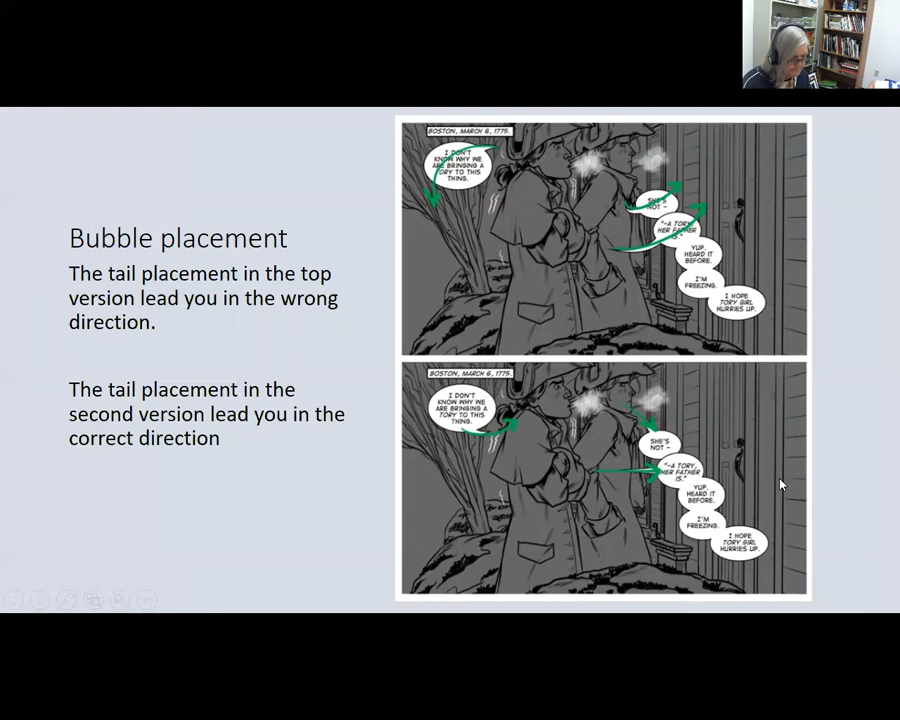 Bubble placement
The tail placement in the top
version lead you in the wrong
direction.
The tail placement in the
second version lead you in the
correct direction
BOSTON, MARCH 6, 1775.
I DON'T
KNOW WHY WE
ARE BRINGING
A TORY TO THIS
THING.
SHE'S
NOT –
"–A TORY,
HER FATHER
IS."
YUP.
HEARD IT
BEFORE.
I'M
FREEZING.
I HOPE
TORY GIRL
HURRIES UP.
BOSTON, MARCH 6, 1775.
I DON'T
KNOW WHY WE
ARE BRINGING
A TORY TO THIS
THING.
SHE'S
NOT –
"–A TORY,
HER FATHER
IS."
YUP.
HEARD IT
BEFORE.
I'M
FREEZING.
I HOPE
TORY GIRL
HURRIES UP.